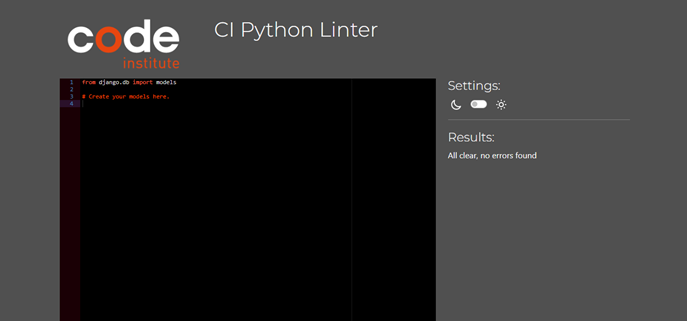 code
institute
CI Python Linter
1 from django.db import models
2
3 # Create your models here.
4
Settings:
Results:
All clear, no errors found